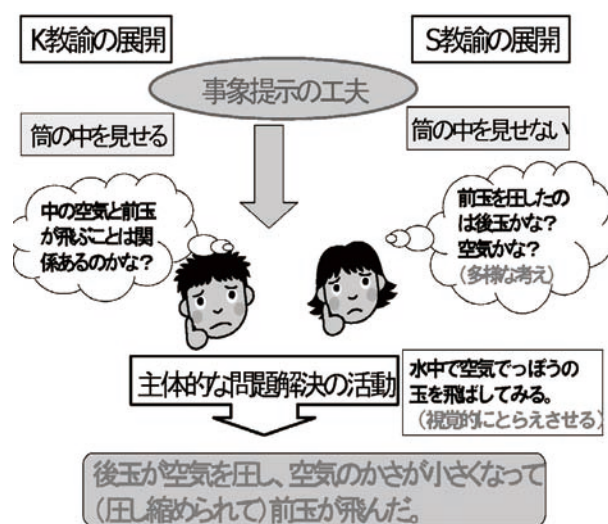 K教諭の展開
S教諭の展開
事象提示の工夫
筒の中を見せる
筒の中を見せない
中の空気と前玉
が飛ぶことは関
係あるのかな？
前玉を圧したの
は後玉かな？
空気かな？
（多様な考え）
主体的な問題解決の活動
水中で空気でっぽうの
玉を飛ばしてみる。
（視覚的にとらえさせる）
後玉が空気を圧し、空気のかさが小さくなって
（圧し縮められて）前玉が飛んだ。